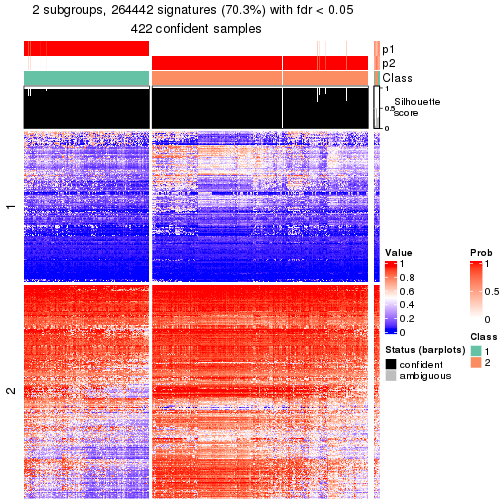 2 subgroups, 264442 signatures (70.3%) with fdr < 0.05
422 confident samples
p1
p2
Class
1
0.5
0
Silhouette
score
1
2
Value
1
0.8
0.6
0.4
0.2
0
Prob
1
0.5
0
Status (barplots)
confident
ambiguous
Class
1
2